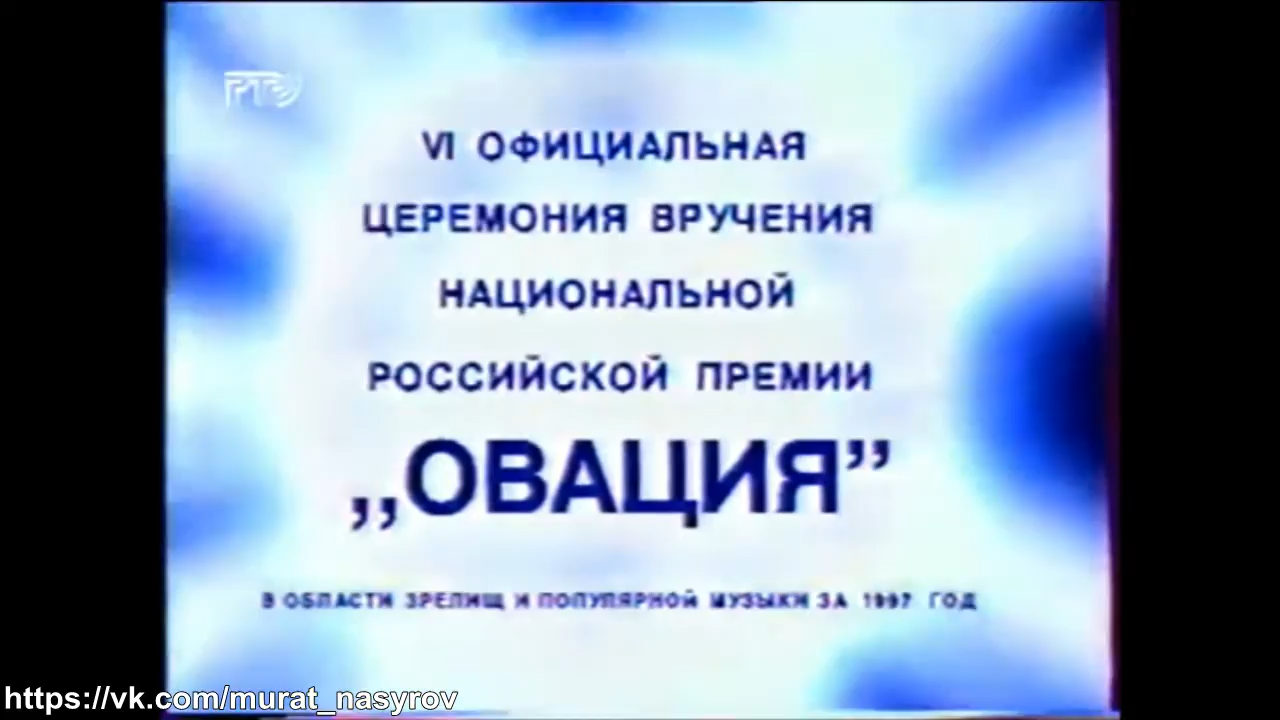 РТР
VI ОФИЦИАЛЬНАЯ
ЦЕРЕМОНИЯ ВРУЧЕНИЯ
НАЦИОНАЛЬНОЙ
РОССИЙСКОЙ ПРЕМИИ
„ОВАЦИЯ”
В ОБЛАСТИ ЗРЕЛИЩ И ПОПУЛЯРНОЙ МУЗЫКИ ЗА 1997 ГОД
https://vk.com/murat_nasyrov